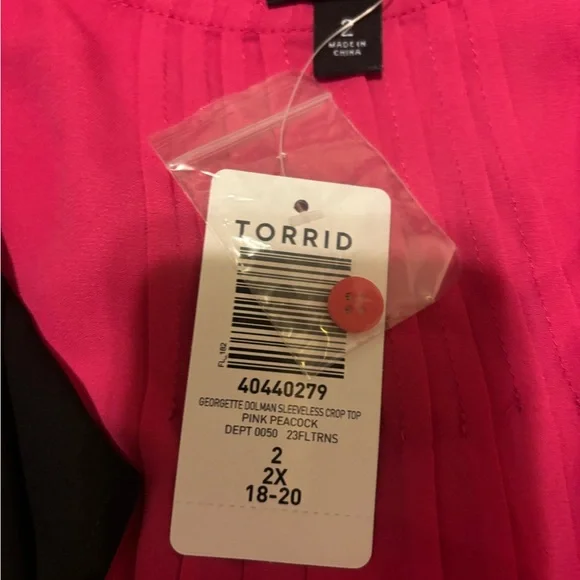 2
MADE IN
CHINA
TORRID
FL_182
40440279
GEORGETTE DOLMAN SLEEVELESS CROP TOP
PINK PEACOCK
DEPT 0050 23FLTRNS
2
2X
18-20